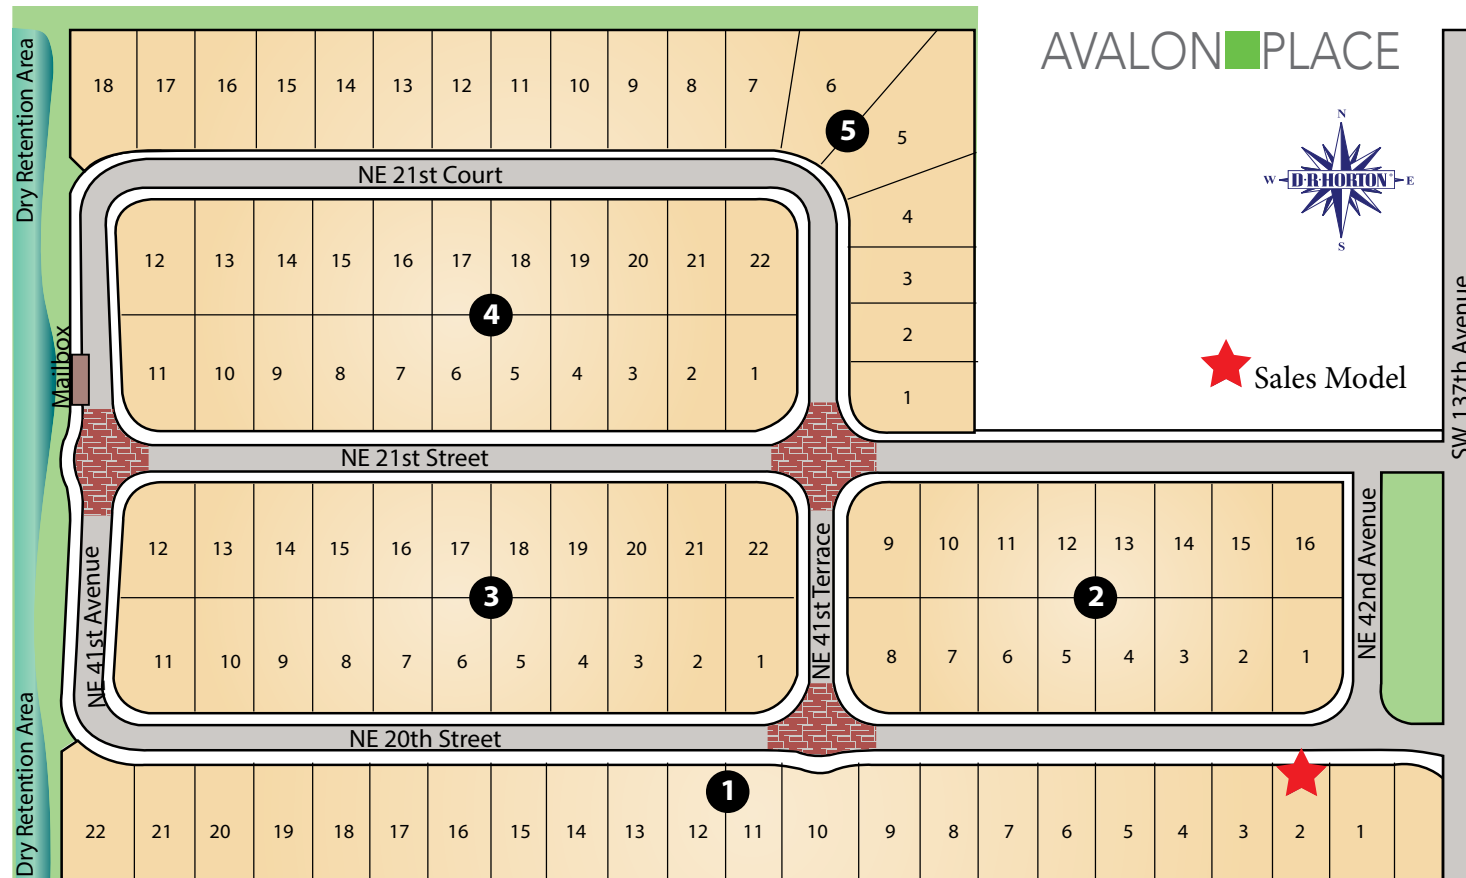 AVALON PLACE
N
W D·R·HORTON E
S
Sales Model
SW 137th Avenue
Dry Retention Area
18 17 16 15 14 13 12 11 10 9 8 7 6
5
5
NE 21st Court
4
12 13 14 15 16 17 18 19 20 21 22
3
4
2
Mailbox
11 10 9 8 7 6 5 4 3 2 1
1
NE 21st Street
12 13 14 15 16 17 18 19 20 21 22
9 10 11 12 13 14 15 16
NE 41st Avenue
3
NE 41st Terrace
2
NE 42nd Avenue
11 10 9 8 7 6 5 4 3 2 1
8 7 6 5 4 3 2 1
NE 20th Street
Dry Retention Area
1
22 21 20 19 18 17 16 15 14 13 12 11 10 9 8 7 6 5 4 3 2 1